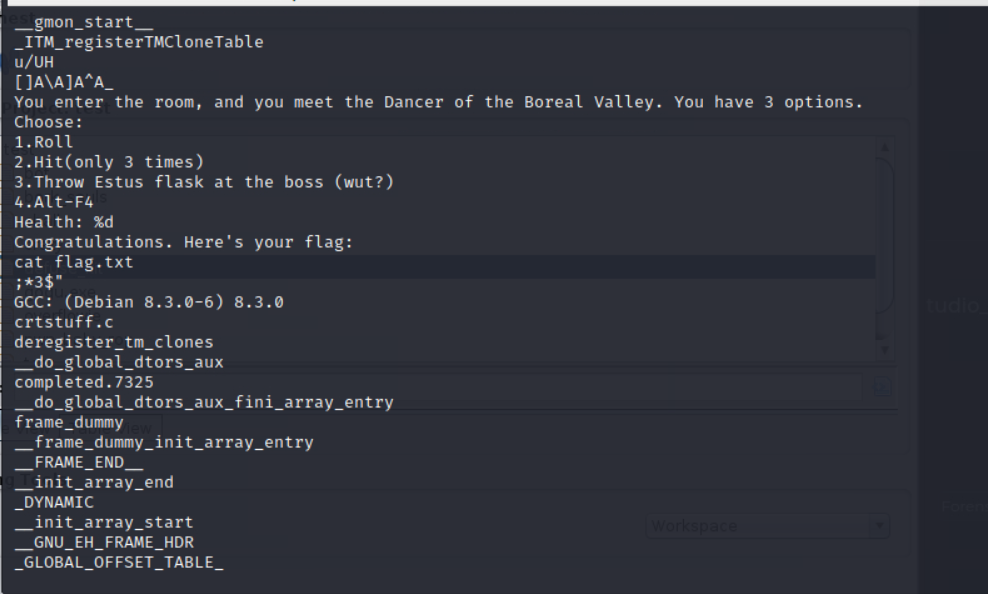 __gmon_start__
_ITM_registerTMCloneTable
u/UH
[]A\A]A^A_
You enter the room, and you meet the Dancer of the Boreal Valley. You have 3 options.
Choose:
1.Roll
2.Hit(only 3 times)
3.Throw Estus flask at the boss (wut?)
4.Alt-F4
Health: %d
Congratulations. Here's your flag:
cat flag.txt
;*3$"
GCC: (Debian 8.3.0-6) 8.3.0
crtstuff.c
deregister_tm_clones
__do_global_dtors_aux
completed.7325
__do_global_dtors_aux_fini_array_entry
frame_dummy
__frame_dummy_init_array_entry
__FRAME_END__
__init_array_end
_DYNAMIC
__init_array_start
Workspace
__GNU_EH_FRAME_HDR
_GLOBAL_OFFSET_TABLE_